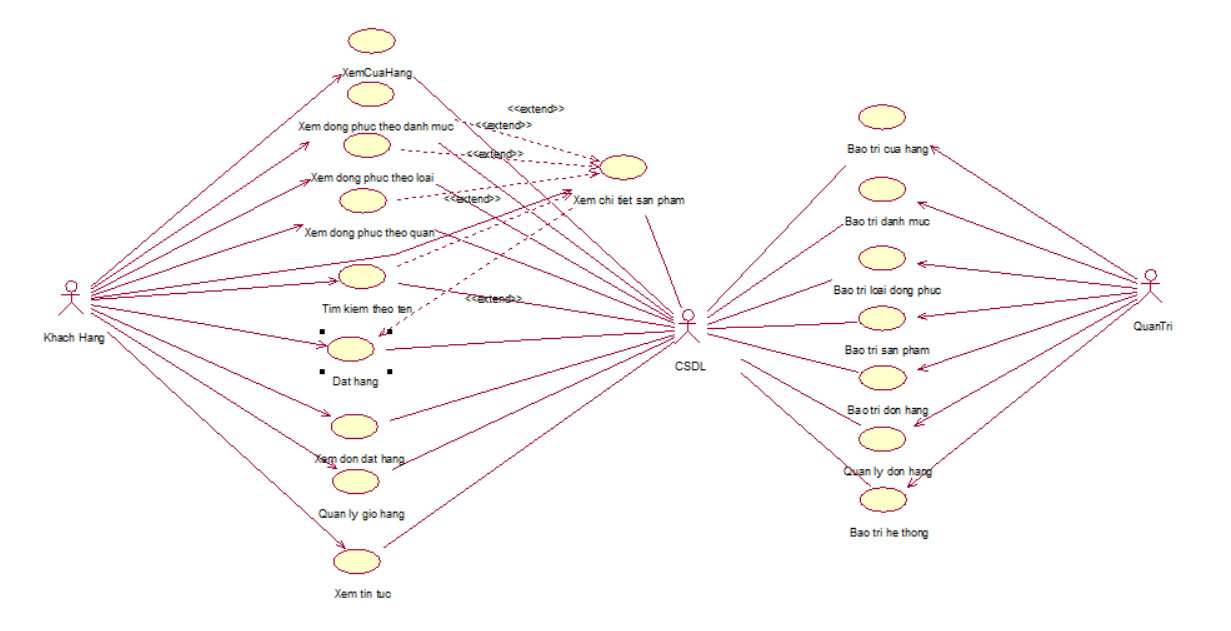 XemCuaHang
<<extend>>
Xem dong phuc theo danh muc
<<extend>>
Bao tri cua hang
<<extend>>
Xem dong phuc theo loai
<<extend>>
Xem chi tiet san pham
Bao tri danh muc
Xem dong phuc theo quan
Bao tri loai dong phuc
<<extend>>
Tim kiem theo ten
Khach Hang
QuanTri
Bao tri san pham
CSDL
Dat hang
Bao tri don hang
Xem don dat hang
Quan ly don hang
Quan ly gio hang
Bao tri he thong
Xem tin tuc